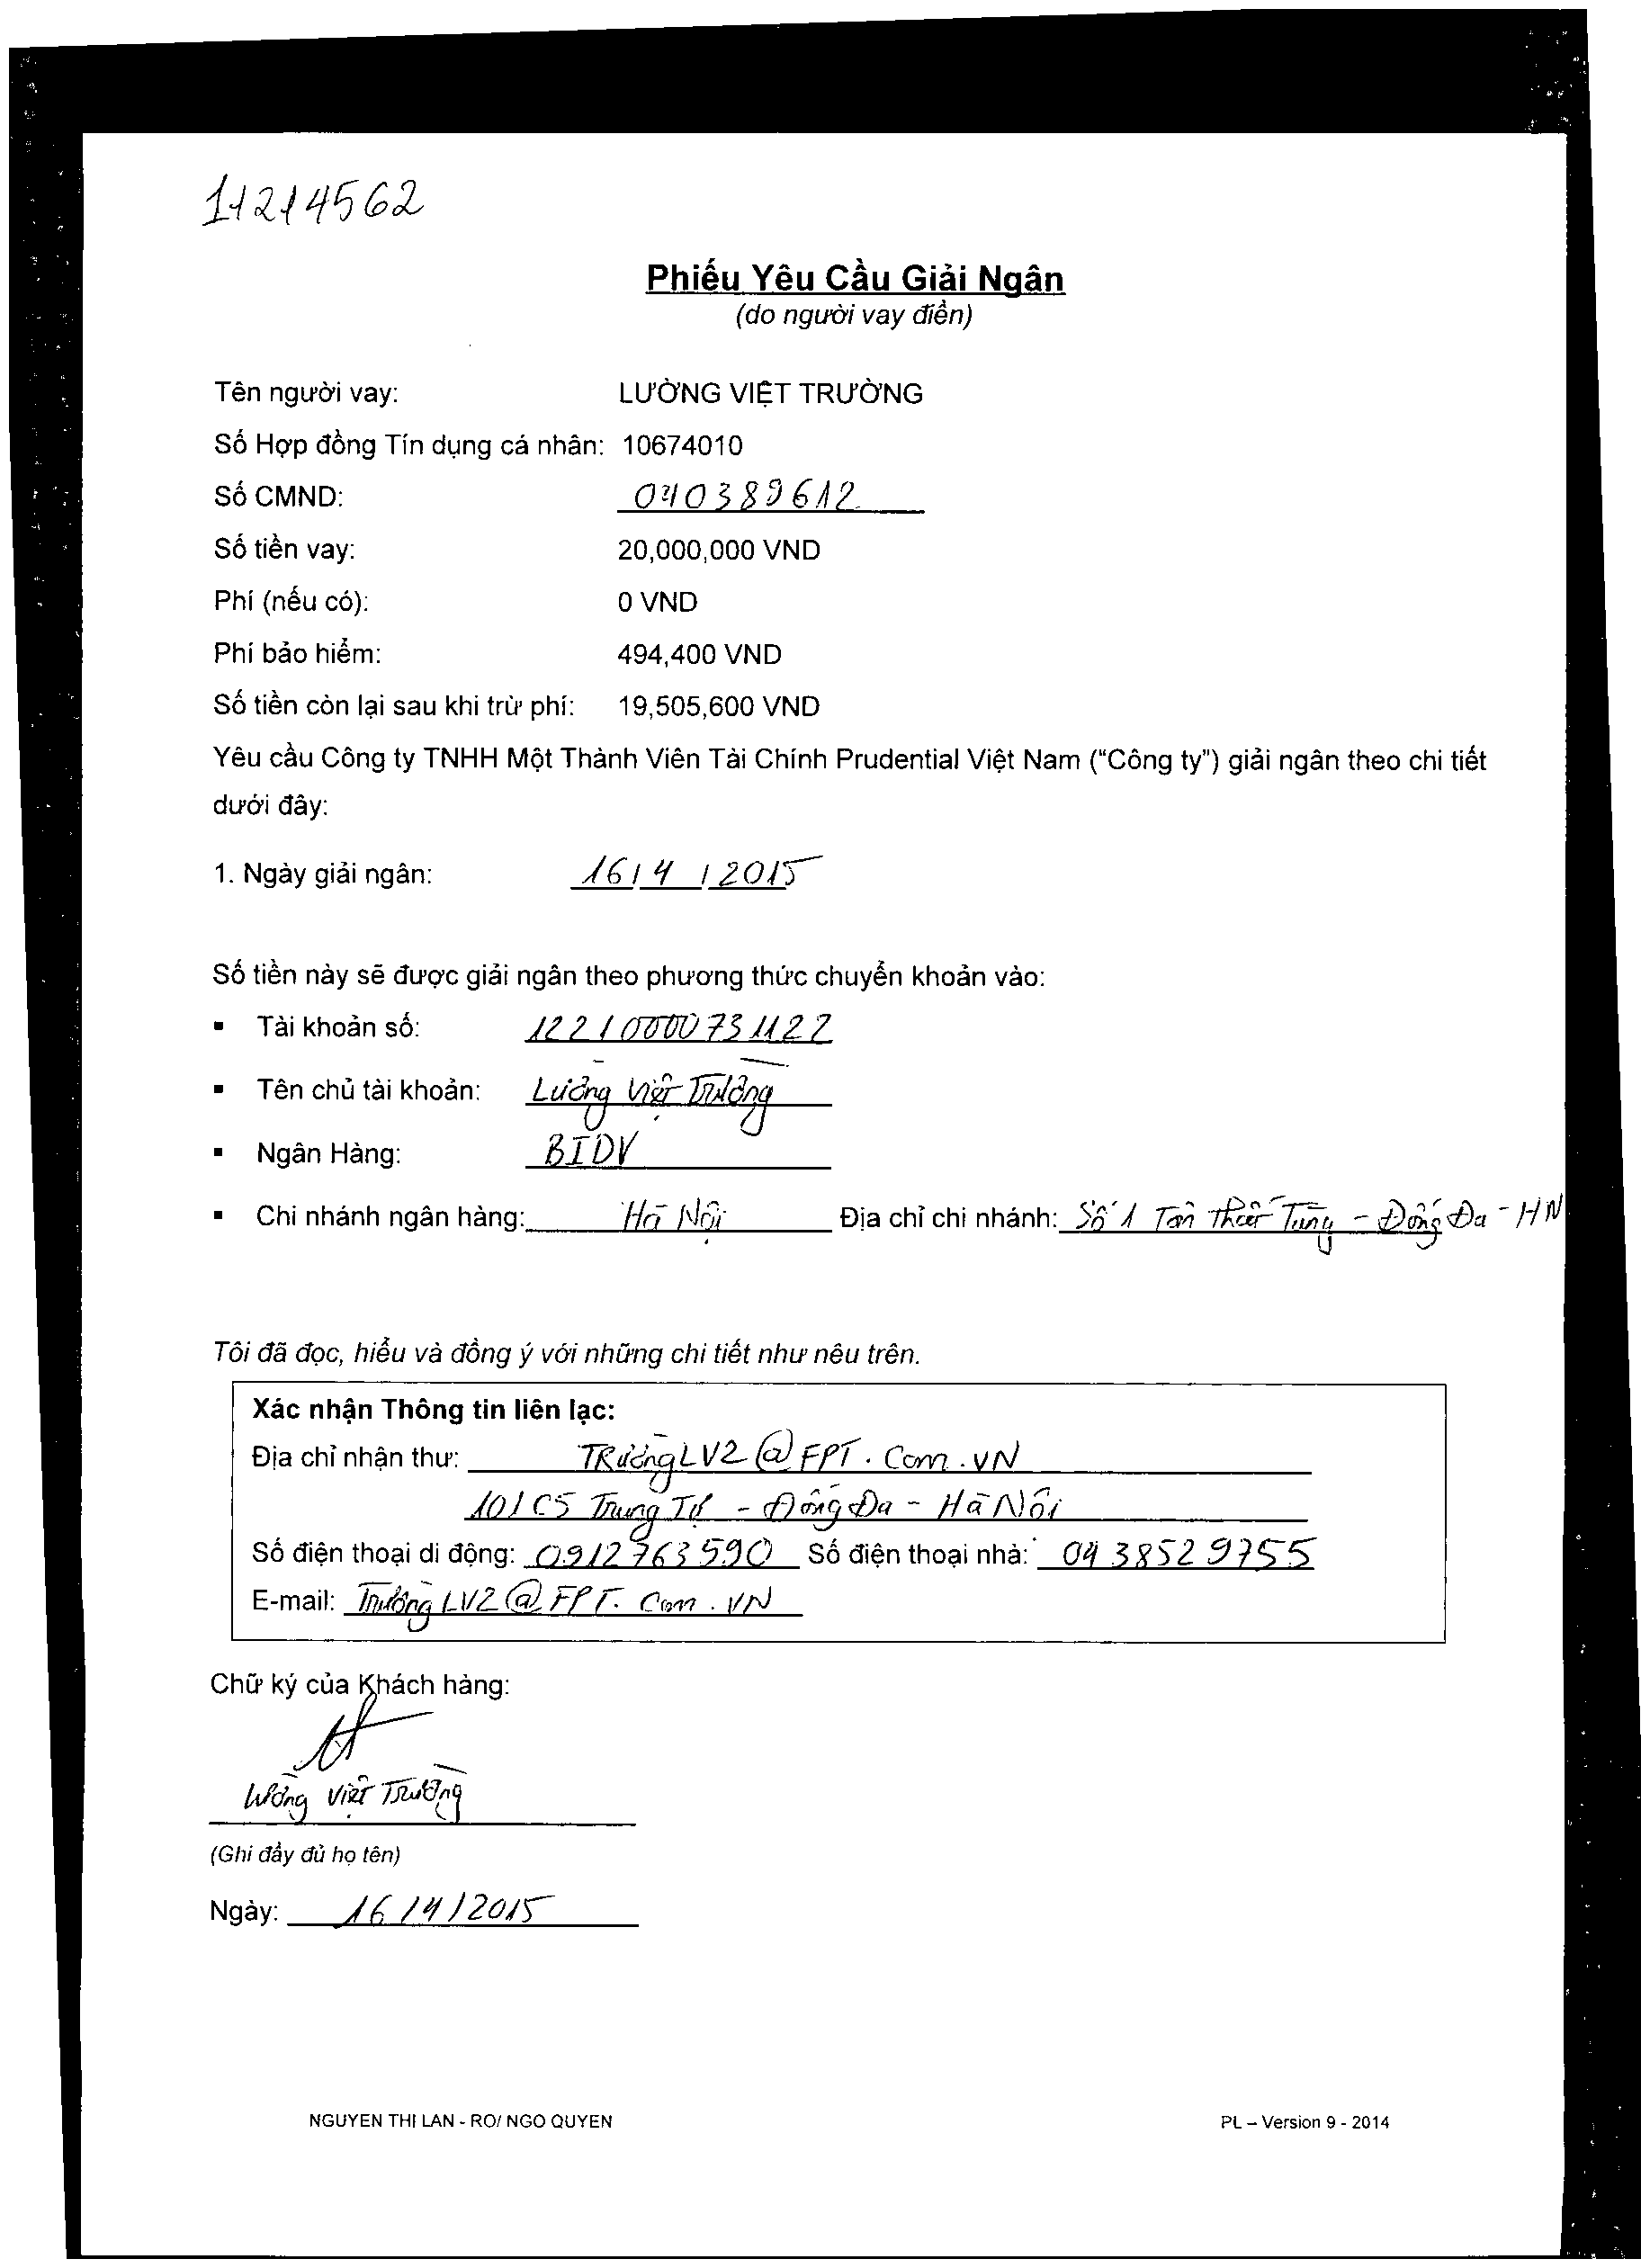 11214562
Phiếu Yêu Cầu Giải Ngân
(do người vay điền)
Tên người vay: LƯỜNG VIỆT TRƯỜNG
Số Hợp đồng Tín dụng cá nhân: 10674010
Số CMND: 040389612
Số tiền vay: 20,000,000 VND
Phí (nếu có): 0 VND
Phí bảo hiểm: 494,400 VND
Số tiền còn lại sau khi trừ phí: 19,505,600 VND
Yêu cầu Công ty TNHH Một Thành Viên Tài Chính Prudential Việt Nam (“Công ty”) giải ngân theo chi tiết
dưới đây:
1. Ngày giải ngân: 16/4/2015
Số tiền này sẽ được giải ngân theo phương thức chuyển khoản vào:
▪ Tài khoản số: 12210000731122
▪ Tên chủ tài khoản: Lường Việt Trường
▪ Ngân Hàng: BIDV
▪ Chi nhánh ngân hàng: Hà Nội Địa chỉ chi nhánh: Số 1 Tôn Thất Tùng - Đống Đa - HN
Tôi đã đọc, hiểu và đồng ý với những chi tiết như nêu trên.
Xác nhận Thông tin liên lạc:
Địa chỉ nhận thư: TRườngLV2@FPT.Com.VN
101 C5 Trung Tự - Đống Đa - Hà Nội
Số điện thoại di động: 0912763590 Số điện thoại nhà: 04 38529755
E-mail: TrườngLV2@FPT.Com.VN
Chữ ký của Khách hàng:
Lường Việt Trường
(Ghi đầy đủ họ tên)
Ngày: 16/4/2015
NGUYEN THI LAN - RO/ NGO QUYEN PL – Version 9 - 2014